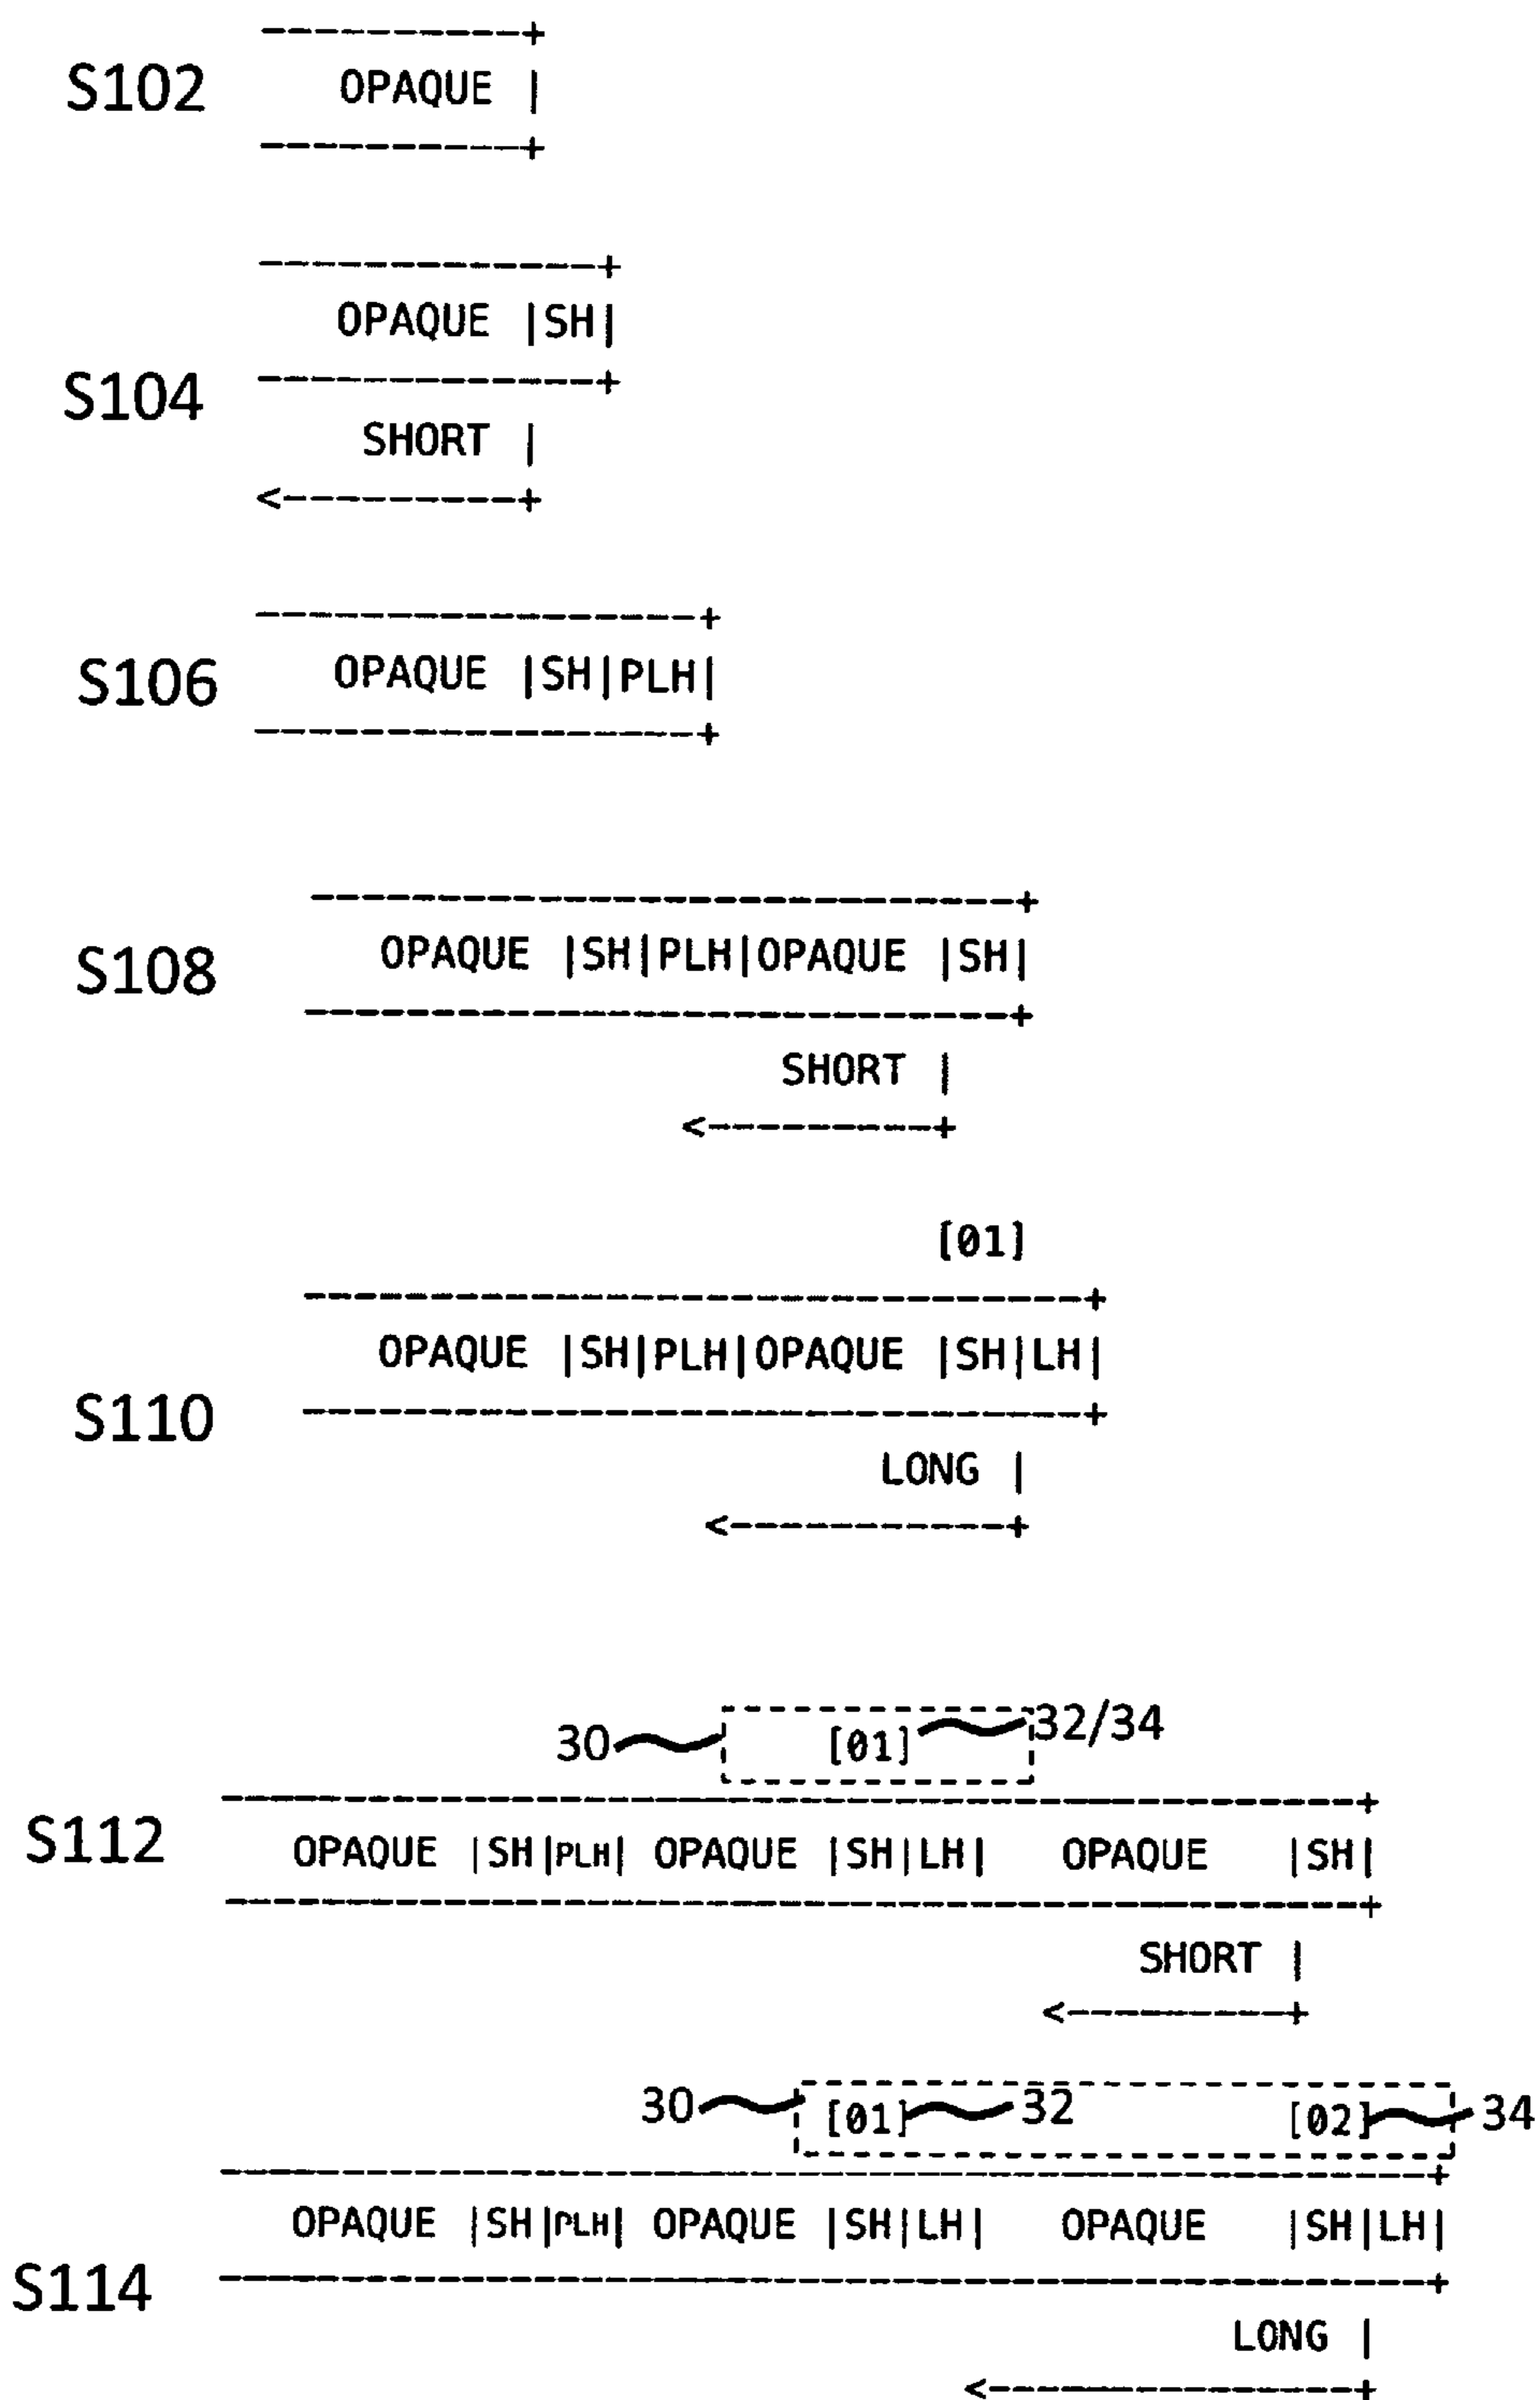 S102 OPAQUE |
OPAQUE |SH|
S104
SHORT |
S106 OPAQUE |SH|PLH|
S108 OPAQUE |SH|PLH|OPAQUE |SH|
SHORT |
[01]
OPAQUE |SH|PLH|OPAQUE |SH|LH|
S110
LONG |
30 [01] 32/34
S112 OPAQUE |SH|PLH| OPAQUE |SH|LH| OPAQUE |SH|
SHORT |
30 [01] 32 [02] 34
OPAQUE |SH|PLH| OPAQUE |SH|LH| OPAQUE |SH|LH|
S114
LONG |